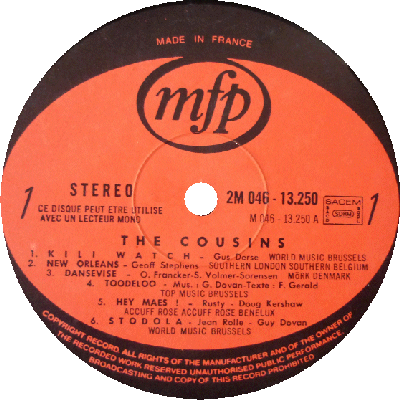 MADE IN FRANCE
mfp
1 STEREO 2M 046 - 13.250 SACEM 1
CE DISQUE PEUT ETRE UTILISE
AVEC UN LECTEUR MONO M 046 - 13.250 A
THE COUSINS
1. KILI WATCH - Gus Derse WORLD MUSIC BRUSSELS
2. NEW ORLEANS - Geoff Stephens SOUTHERN LONDON SOUTHERN BELGIUM
3. DANSEVISE - O. Francker-S. Volmer-Sorensen MÖRK DENMARK
4. TOODELOO - Mus. : G. Dovan-Texte : F. Gerald
TOP MUSIC BRUSSELS
5. HEY MAES ! - Rusty - Doug Kershaw
ACCUFF ROSE ACCUFF ROSE BENELUX
6. STODOLA - Jean Rolle - Guy Dovan
WORLD MUSIC BRUSSELS
COPYRIGHT RECORD. ALL RIGHTS OF THE MANUFACTURER AND OF THE OWNER OF
THE RECORDED WORK RESERVED UNAUTHORISED PUBLIC PERFORMANCE,
BROADCASTING AND COPY OF THIS RECORD PROHIBITED